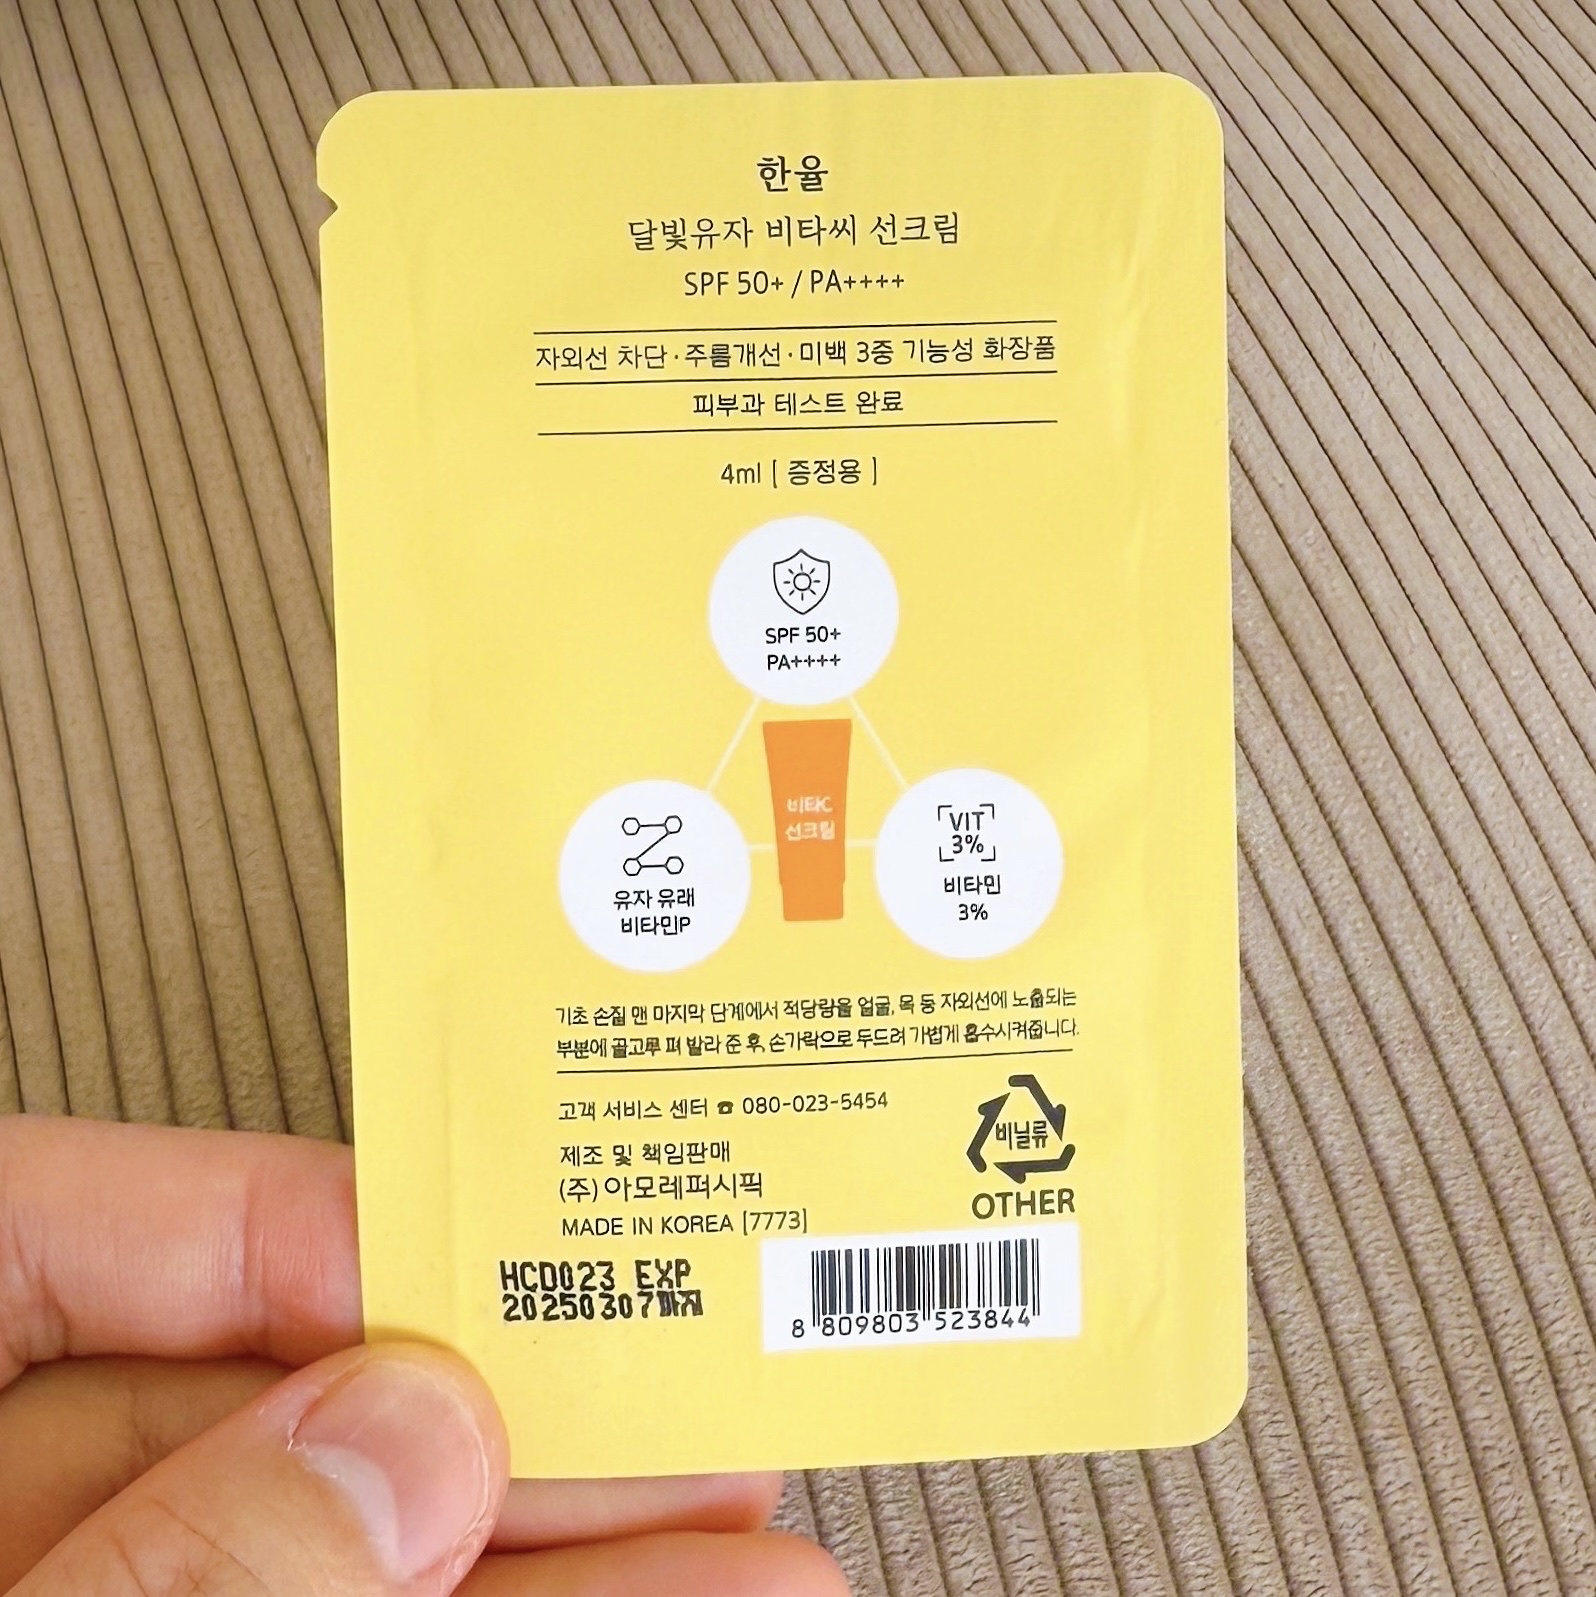 한율
달빛유자 비타씨 선크림
SPF 50+ / PA++++
자외선 차단·주름개선·미백 3중 기능성 화장품
피부과 테스트 완료
4ml [ 증정용 ]
SPF 50+
PA++++
비타C
선크림
유자 유래
비타민P
VIT
3%
비타민
3%
기초 손질 맨 마지막 단계에서 적당량을 얼굴, 목 등 자외선에 노출되는
부분에 골고루 펴 발라 준 후, 손가락으로 두드려 가볍게 흡수시켜줍니다.
고객 서비스 센터 ☎ 080-023-5454
제조 및 책임판매
(주)아모레퍼시픽
MADE IN KOREA [7773]
비닐류
OTHER
HCD023 EXP
20250307까지
8 809803 523844